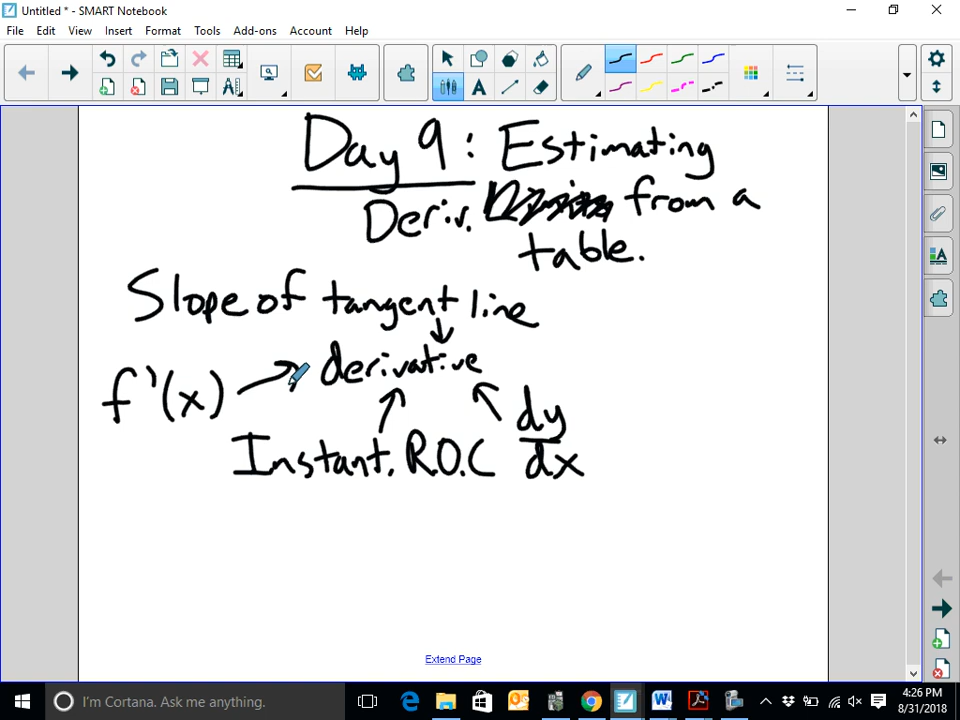 Untitled * - SMART Notebook
File Edit View Insert Format Tools Add-ons Account Help
Day 9: Estimating
Deriv. from a
table.
Slope of tangent line
f'(x) → derivative
Instant. R.O.C dy/dx
Extend Page
I'm Cortana. Ask me anything.
4:26 PM
8/31/2018